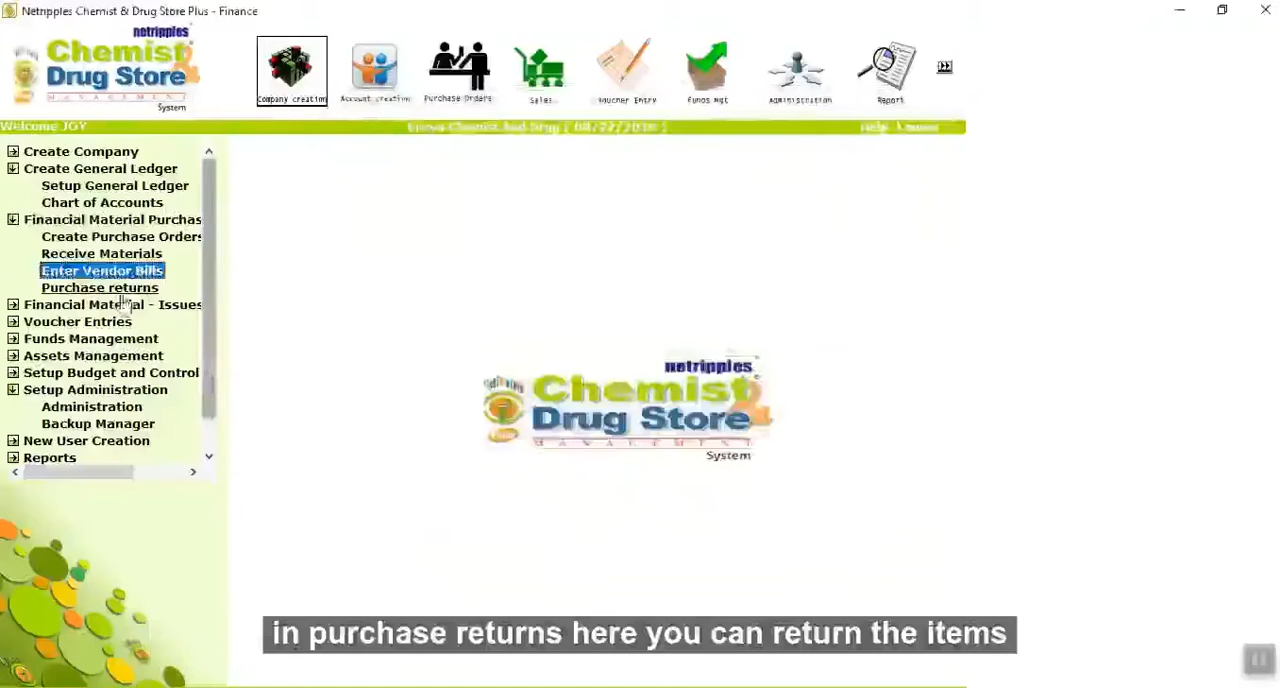 Netripples Chemist & Drug Store Plus - Finance
netripples
Chemist &
Drug Store
MANAGEMENT
System
Company creation
Account creation
Purchase Orders
Sales
Voucher Entry
Funds Mgt
Administration
Report
Welcome JGY
Help
Create Company
Create General Ledger
Setup General Ledger
Chart of Accounts
Financial Material Purchas
Create Purchase Orders
Receive Materials
Enter Vendor Bills
Purchase returns
Financial Material - Issues
Voucher Entries
Funds Management
Assets Management
Setup Budget and Control
Setup Administration
Administration
Backup Manager
New User Creation
Reports
netripples
Chemist &
Drug Store
MANAGEMENT
System
in purchase returns here you can return the items